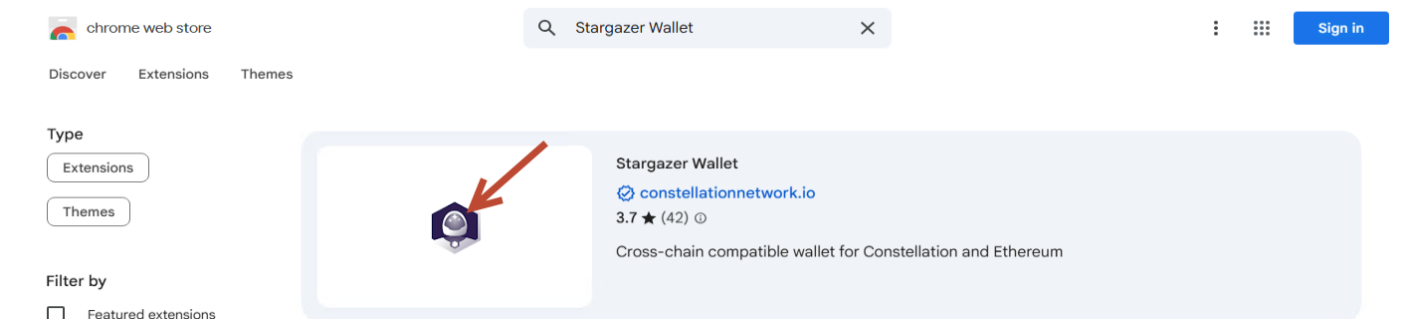 chrome web store
Stargazer Wallet
Sign in
Discover Extensions Themes
Type
Extensions
Themes
Filter by
Featured extensions
Stargazer Wallet
constellationnetwork.io
3.7 ★ (42)
Cross-chain compatible wallet for Constellation and Ethereum